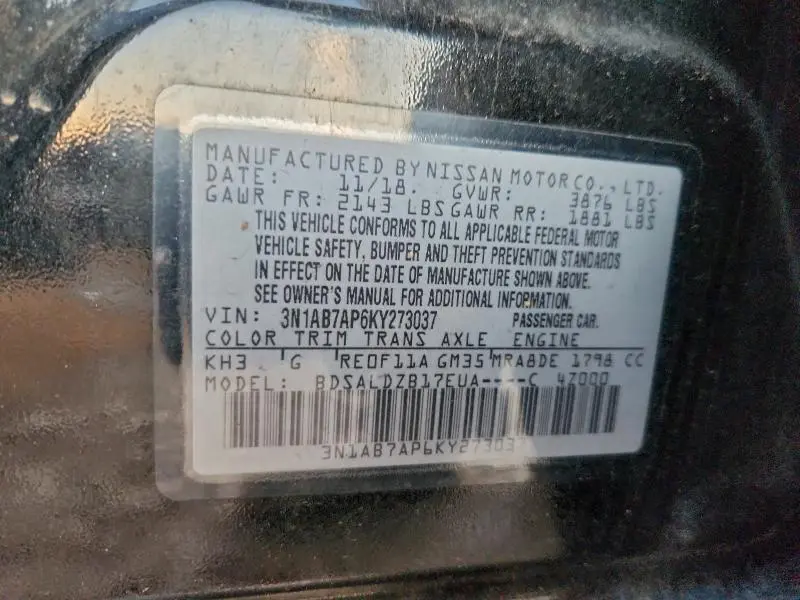 MANUFACTURED BY NISSAN MOTOR CO., LTD.
DATE: 11/18. GVWR: 3876 LBS
GAWR FR: 2143 LBS GAWR RR: 1881 LBS
THIS VEHICLE CONFORMS TO ALL APPLICABLE FEDERAL MOTOR
VEHICLE SAFETY, BUMPER AND THEFT PREVENTION STANDARDS
IN EFFECT ON THE DATE OF MANUFACTURE SHOWN ABOVE.
SEE OWNER'S MANUAL FOR ADDITIONAL INFORMATION.
VIN: 3N1AB7AP6KY273037 PASSENGER CAR.
COLOR TRIM TRANS AXLE ENGINE
KH3 G RE0F11A GM35 MRA8DE 1798 CC
MODEL: BDSALDZB17EUA----C 4Z000
3N1AB7AP6KY273037